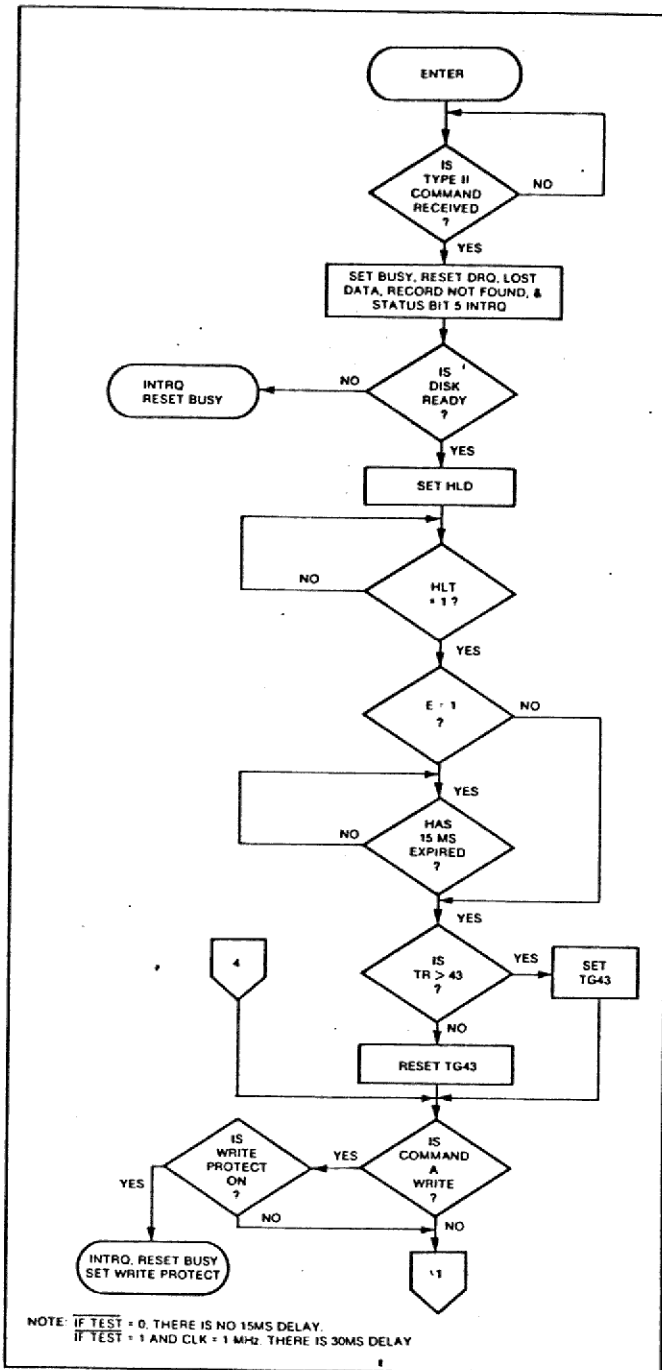 ENTER
IS
TYPE II
COMMAND
RECEIVED
?
NO
YES
SET BUSY, RESET DRQ, LOST
DATA, RECORD NOT FOUND, &
STATUS BIT 5 INTRQ
IS
DISK
READY
?
NO
INTRQ
RESET BUSY
YES
SET HLD
HLT
= 1 ?
NO
YES
E = 1
?
NO
YES
HAS
15 MS
EXPIRED
?
NO
YES
4
IS
TR > 43
?
YES
SET
TG43
NO
RESET TG43
IS
COMMAND
A
WRITE
?
YES
IS
WRITE
PROTECT
ON
?
YES
NO
NO
INTRQ, RESET BUSY
SET WRITE PROTECT
1
NOTE: IF TEST = 0, THERE IS NO 15MS DELAY.
IF TEST = 1 AND CLK = 1 MHz. THERE IS 30MS DELAY